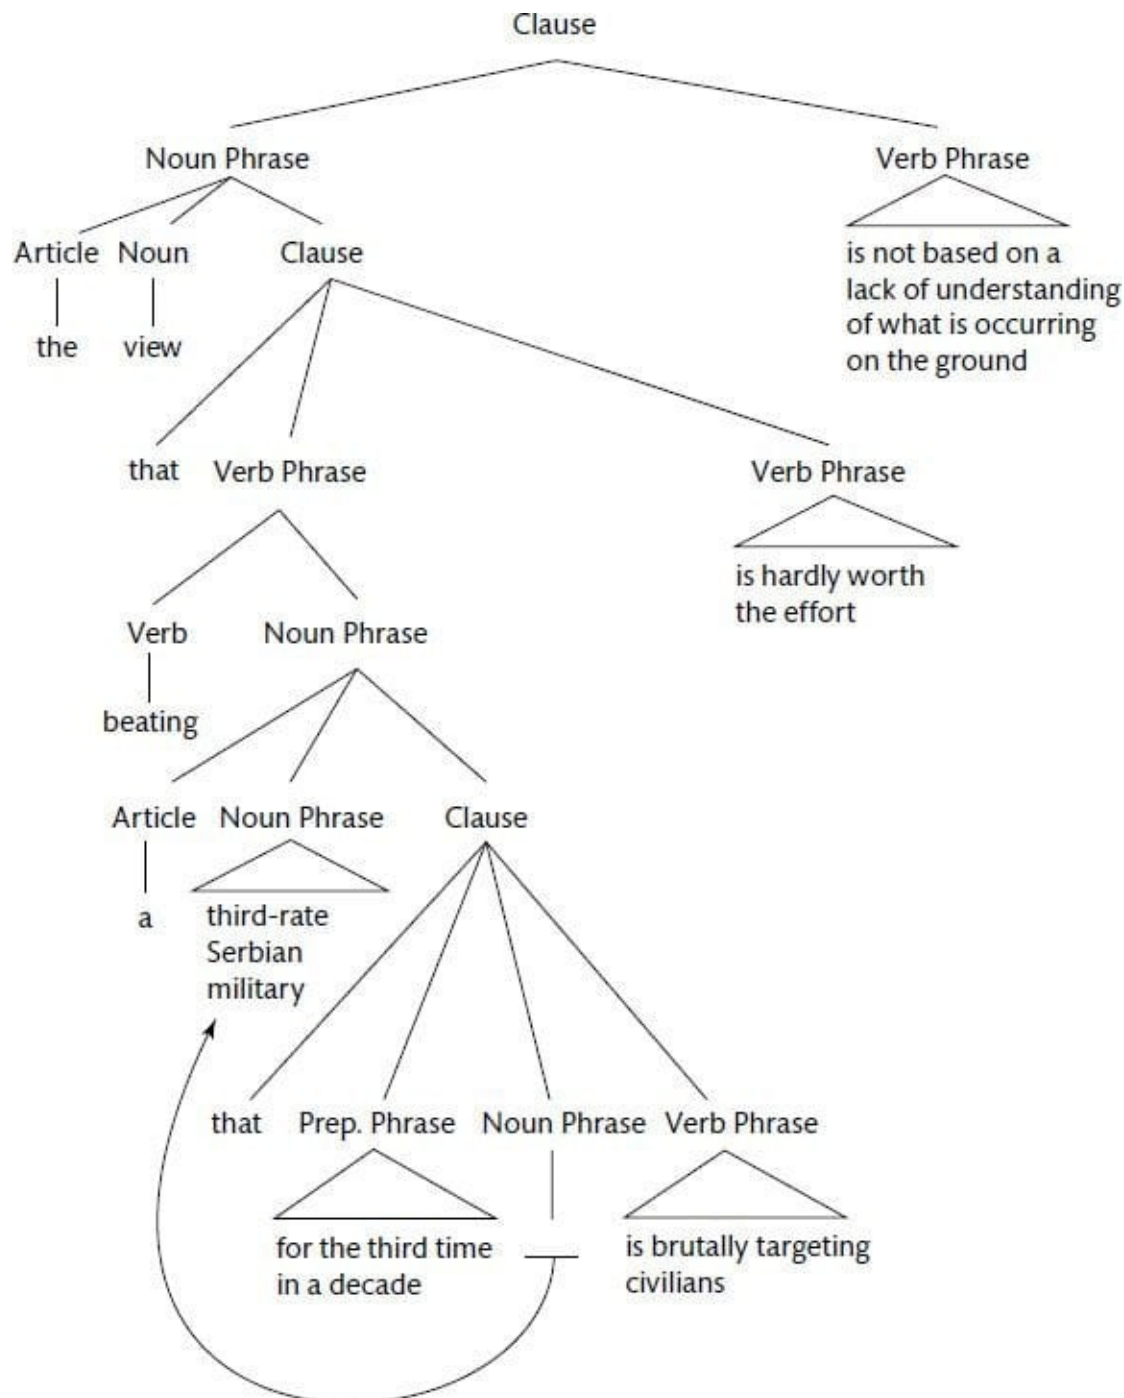 Clause
Noun Phrase
Verb Phrase
Article
Noun
Clause
is not based on a
lack of understanding
of what is occurring
on the ground
the
view
that
Verb Phrase
Verb Phrase
is hardly worth
the effort
Verb
Noun Phrase
beating
Article
Noun Phrase
Clause
a
third-rate
Serbian
military
that
Prep. Phrase
Noun Phrase
Verb Phrase
for the third time
in a decade
is brutally targeting
civilians